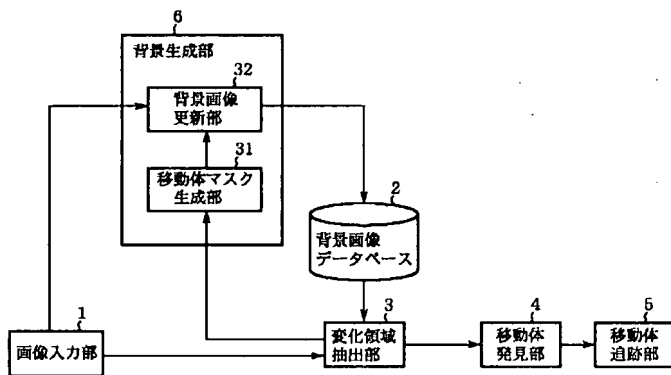 6
背景生成部
32
背景画像
更新部
31
移動体マスク
生成部
2
背景画像
データベース
1
画像入力部
3
変化領域
抽出部
4
移動体
発見部
5
移動体
追跡部